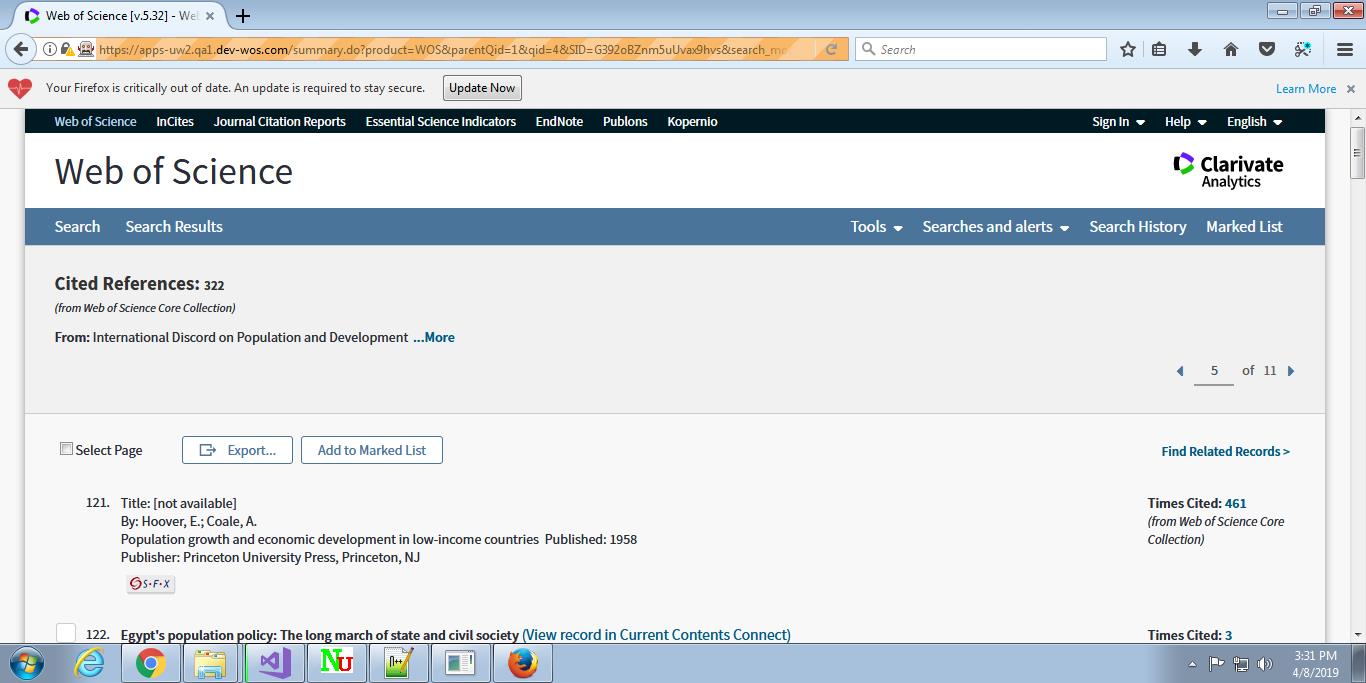 Web of Science [v.5.32] - We
https://apps-uw2.qa1.dev-wos.com/summary.do?product=WOS&parentQid=1&qid=4&SID=G392oBZnm5uUvax9hvs&search_mo
Search
Your Firefox is critically out of date. An update is required to stay secure. Update Now Learn More
Web of Science InCites Journal Citation Reports Essential Science Indicators EndNote Publons Kopernio Sign In Help English
Web of Science
Clarivate
Analytics
Search Search Results Tools Searches and alerts Search History Marked List
Cited References: 322
(from Web of Science Core Collection)
From: International Discord on Population and Development ...More
5 of 11
Select Page Export... Add to Marked List Find Related Records >
121. Title: [not available] Times Cited: 461
By: Hoover, E.; Coale, A. (from Web of Science Core
Population growth and economic development in low-income countries Published: 1958 Collection)
Publisher: Princeton University Press, Princeton, NJ
S·F·X
122. Egypt's population policy: The long march of state and civil society (View record in Current Contents Connect) Times Cited: 3
Nu
n++
3:31 PM
4/8/2019